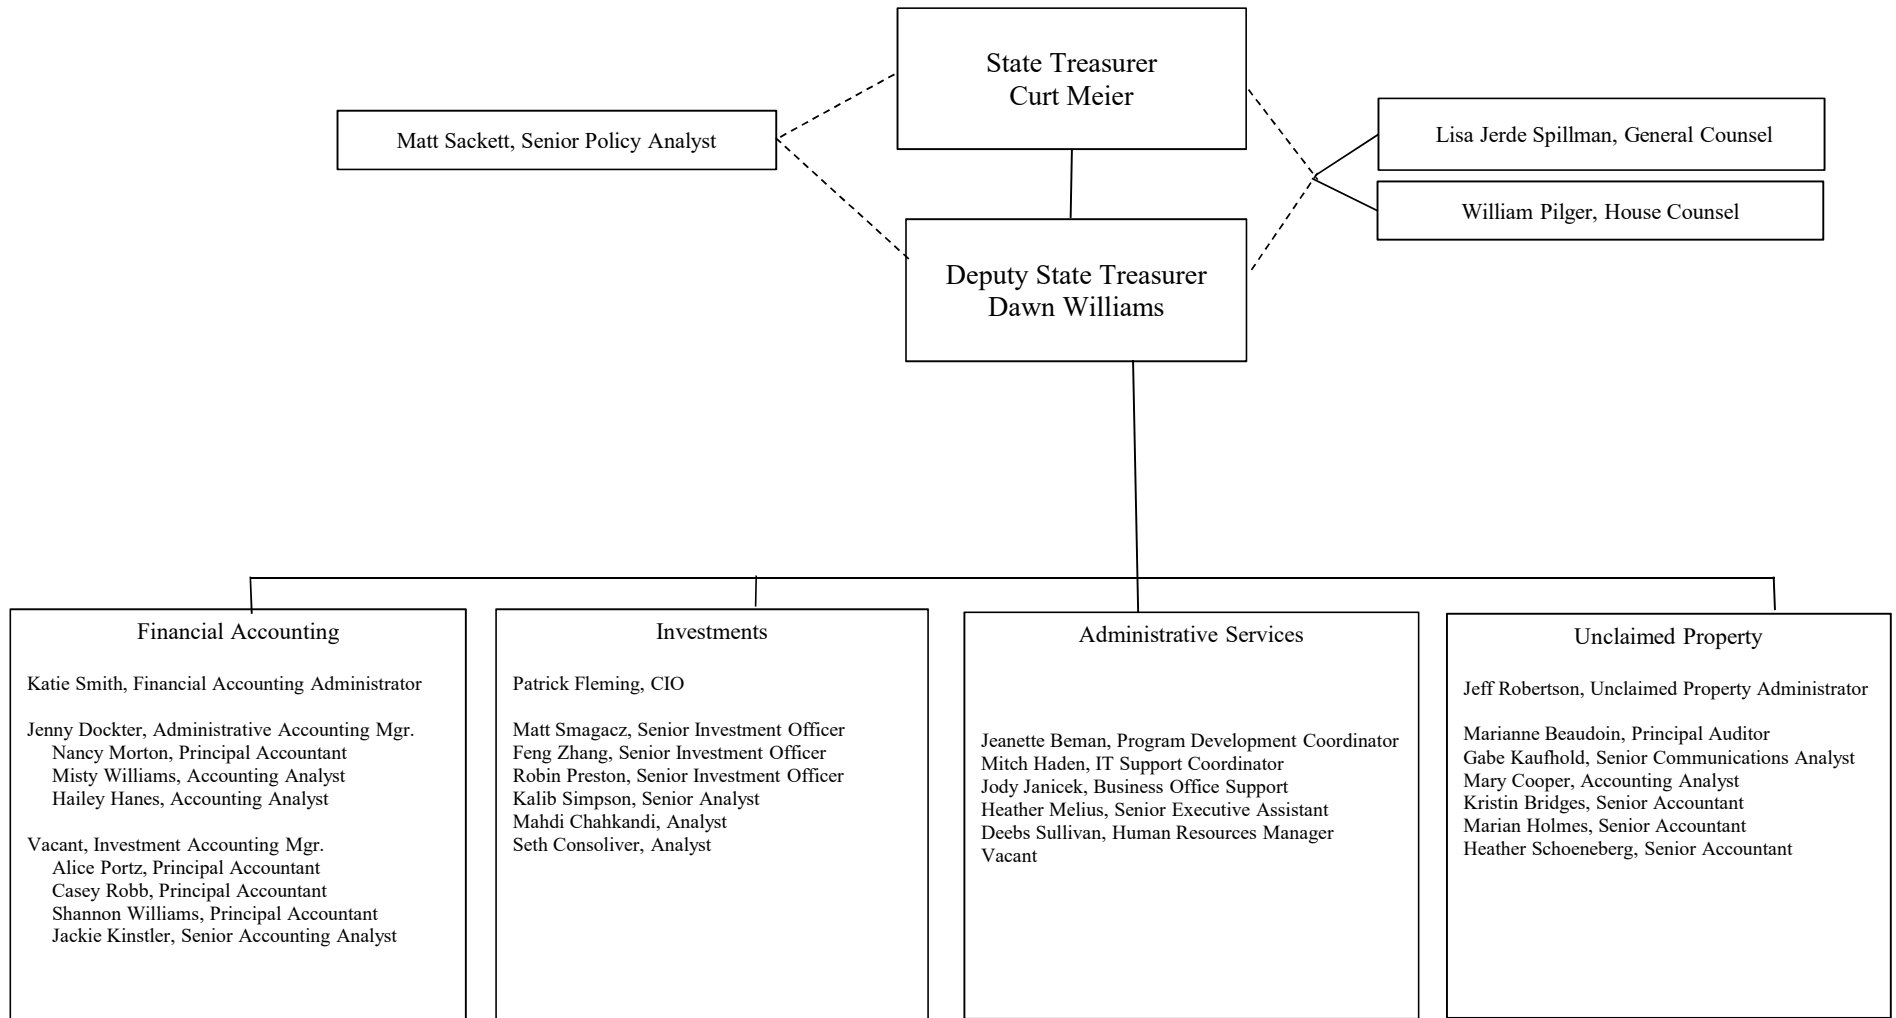 State Treasurer
Curt Meier
Matt Sackett, Senior Policy Analyst
Lisa Jerde Spillman, General Counsel
William Pilger, House Counsel
Deputy State Treasurer
Dawn Williams
Financial Accounting
Katie Smith, Financial Accounting Administrator
Jenny Dockter, Administrative Accounting Mgr.
Nancy Morton, Principal Accountant
Misty Williams, Accounting Analyst
Hailey Hanes, Accounting Analyst
Vacant, Investment Accounting Mgr.
Alice Portz, Principal Accountant
Casey Robb, Principal Accountant
Shannon Williams, Principal Accountant
Jackie Kinstler, Senior Accounting Analyst
Investments
Patrick Fleming, CIO
Matt Smagacz, Senior Investment Officer
Feng Zhang, Senior Investment Officer
Robin Preston, Senior Investment Officer
Kalib Simpson, Senior Analyst
Mahdi Chahkandi, Analyst
Seth Consoliver, Analyst
Administrative Services
Jeanette Beman, Program Development Coordinator
Mitch Haden, IT Support Coordinator
Jody Janicek, Business Office Support
Heather Melius, Senior Executive Assistant
Deebs Sullivan, Human Resources Manager
Vacant
Unclaimed Property
Jeff Robertson, Unclaimed Property Administrator
Marianne Beaudoin, Principal Auditor
Gabe Kaufhold, Senior Communications Analyst
Mary Cooper, Accounting Analyst
Kristin Bridges, Senior Accountant
Marian Holmes, Senior Accountant
Heather Schoeneberg, Senior Accountant